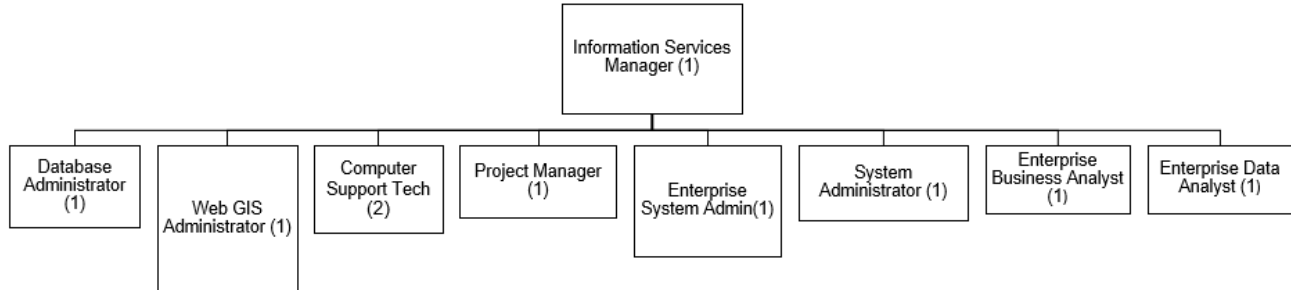 Information Services
Manager (1)
Database
Administrator
(1)
Web GIS
Administrator (1)
Computer
Support Tech
(2)
Project Manager
(1)
Enterprise
System Admin(1)
System
Administrator (1)
Enterprise
Business Analyst
(1)
Enterprise Data
Analyst (1)